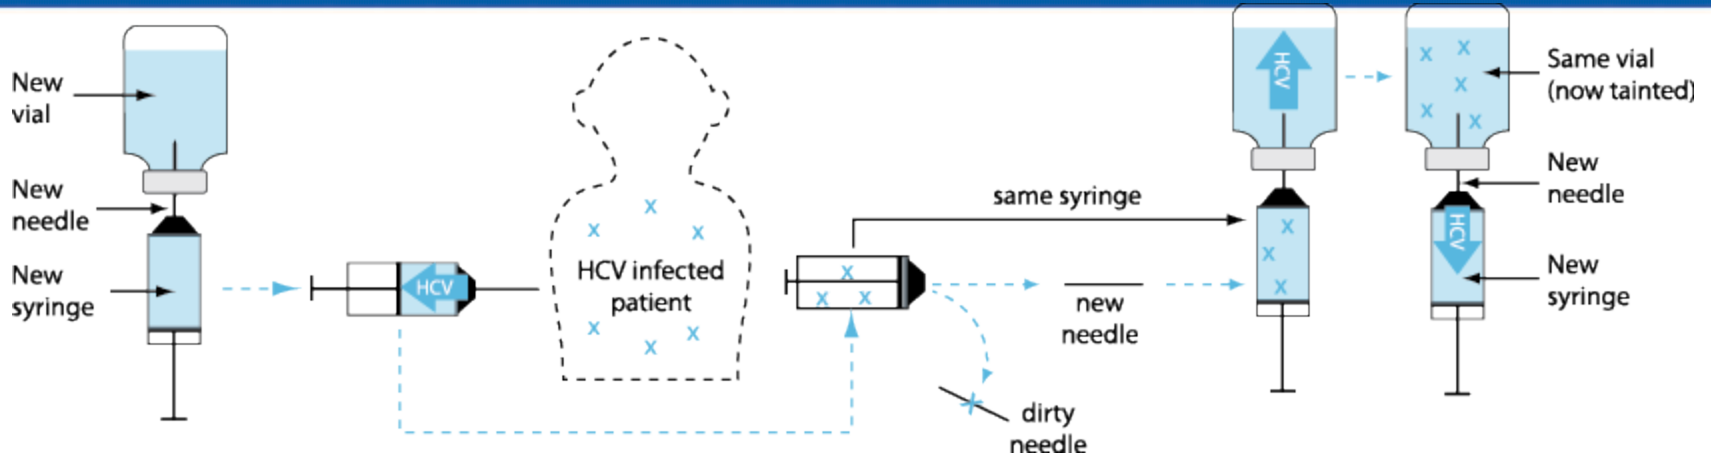 New
vial
New
needle
New
syringe
HCV
HCV infected
patient
same syringe
new
needle
dirty
needle
HCV
Same vial
(now tainted)
New
needle
HCV
New
syringe